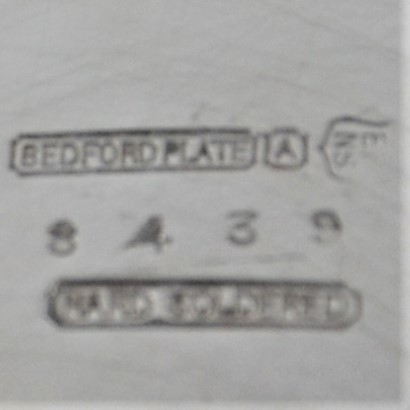 BEDFORD PLATE A
8 4 3 9
HARD SOLDERED